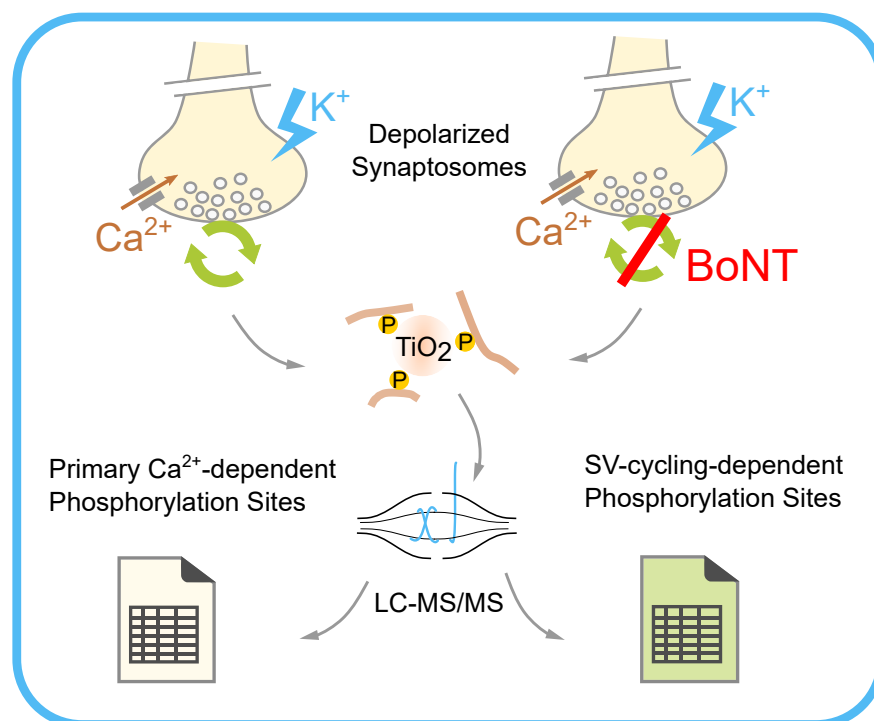 K⁺
K⁺
Depolarized
Synaptosomes
Ca²⁺
Ca²⁺
BoNT
P
P
TiO₂
P
Primary Ca²⁺-dependent
Phosphorylation Sites
SV-cycling-dependent
Phosphorylation Sites
LC-MS/MS